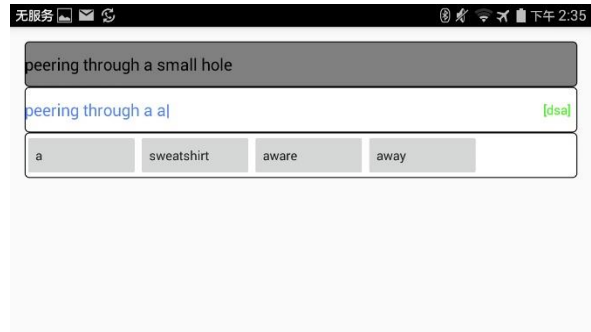 无服务 下午 2:35
peering through a small hole
peering through a a [dsa]
a sweatshirt aware away